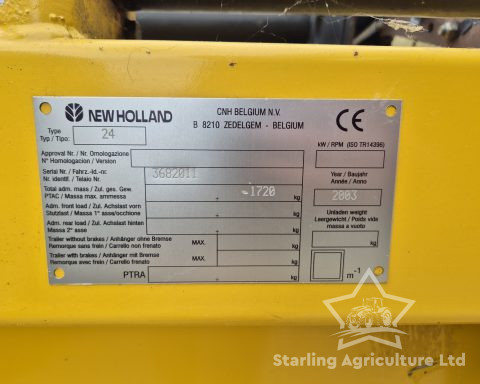 NEW HOLLAND
CNH BELGIUM N.V.
B 8210 ZEDELGEM - BELGIUM
CE
Type
Typ / Tipo:
24
kW / RPM (ISO TR14396)
Approval Nr. / Nr. Omologazione
N° Homologation / Version
Serial Nr. / Fahrz.-Id.-nr.
Nr. identif. / Telaio Nr.
3682011
Year / Baujahr
Année / Anno
2003
Total adm. mass / Zul. Ges. Gew.
PTAC / Massa max. ammessa
1720 kg
Adm. front load / Zul. Achslast vorn
Stutzlast / Massa 1° asse/occhione
kg
Unladen weight
Leergewicht / Poids vide
massa a vuoto
kg
Adm. rear load / Zul. Achslast hinten
Massa 2° asse
kg
Trailer without brakes / Anhänger ohne Bremse
Remorque sans frein / Carrello non frenato
MAX.
kg
Trailer with brakes / Anhänger mit Bremse
Remorque avec frein / Carrello frenato
MAX.
kg
PTRA
kg
m-1
Starling Agriculture Ltd